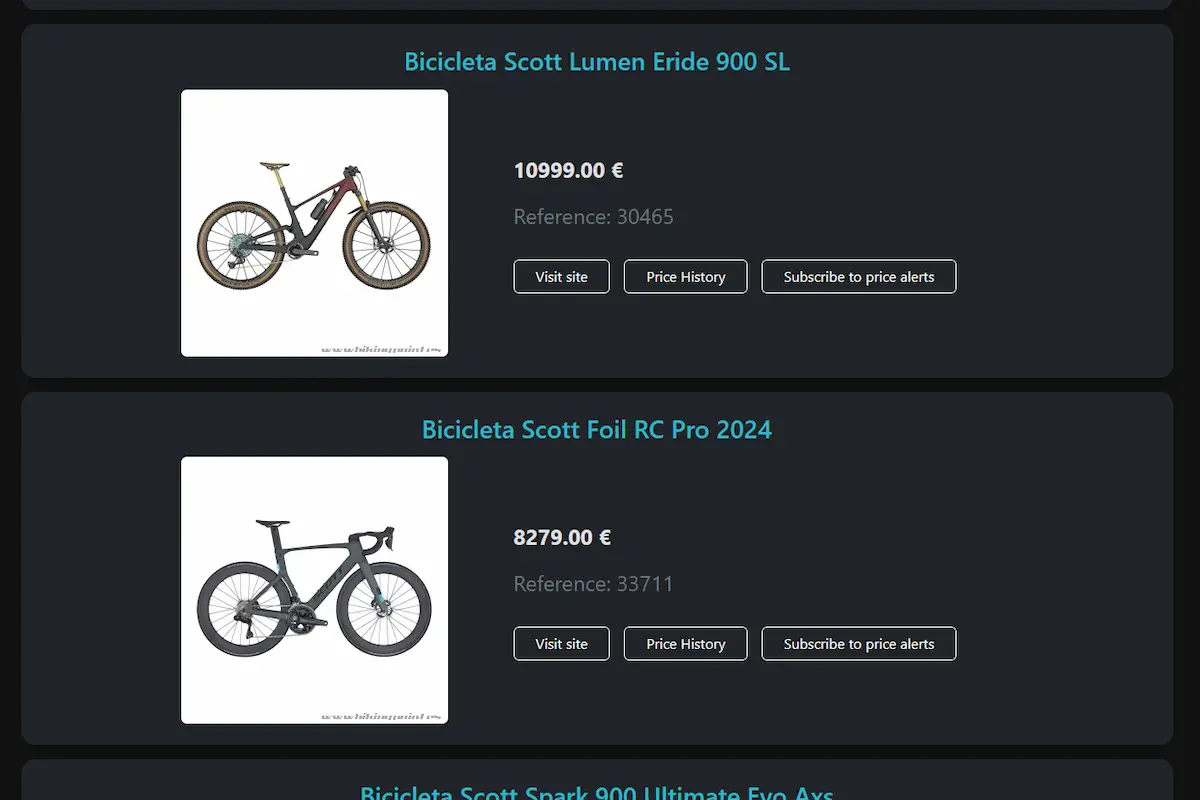 Bicicleta Scott Lumen Eride 900 SL
10999.00 €
Reference: 30465
Visit site
Price History
Subscribe to price alerts
Bicicleta Scott Foil RC Pro 2024
8279.00 €
Reference: 33711
Visit site
Price History
Subscribe to price alerts
Bicicleta Scott Spark 900 Ultimate Evo Axs